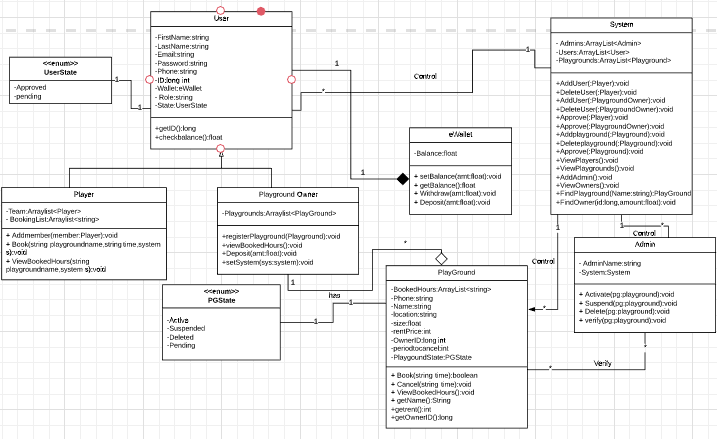 User
-FirstName:string
-LastName:string
-Email:string
-Password:string
-Phone:string
-ID:long int
-Wallet:eWallet
- Role:string
-State:UserState
+getID():long
+checkbalance():float
<<enum>>
UserState
-Approved
-pending
1
1
1
1
*
Control
1
System
- Admins:ArrayList<Admin>
-Users:ArrayList<User>
-Playgrounds:ArrayList<Playground>
+AddUser(:Player):void
+DeleteUser(:Player):void
+AddUser(:PlaygroundOwner):void
+DeleteUser(:PlaygroundOwner):void
+Approve(:Player):void
+Approve(:PlaygroundOwner):void
+Addplayground(:Playground):void
+Deleteplayground(:Playground):void
+Approve(:Playground):void
+ViewPlayers():void
+ViewPlaygrounds():void
+AddAdmin():void
+ViewOwners():void
+FindPlayground(Name:string):PlayGround
+FindOwner(id:long,amount:float):void
eWallet
-Balance:float
+ setBalance(amt:float):void
+ getBalance():float
+ Withdraw(amt:float):void
+ Deposit(amt:float):void
Player
-Team:Arraylist<Player>
- BookingList:Arraylist<string>
+ Addmember(member:Player):void
+ Book(string playgroundname,string time,system
s):void
+ ViewBookedHours(string
playgroundname,system s):void
Playground Owner
-Playgrounds:Arraylist<PlayGround>
+registerPlayground(Playground):void
+viewBookedHours():void
+Deposit(amt:float):void
+setSystem(sys:system):void
1
has
*
<<enum>>
PGState
-Active
-Suspended
-Deleted
-Pending
1
1
PlayGround
-BookedHours:ArrayList<string>
-Phone:string
-Name:string
-location:string
-size:float
-rentPrice:int
-OwnerID:long int
-periodtocancel:int
-PlaygoundState:PGState
+ Book(string time):boolean
+ Cancel(string time):void
+ ViewBookedHours():void
+ getName():String
+getrent():int
+getOwnerID():long
1
Control
*
1
*
Control
Admin
- AdminName:string
-System:System
+ Activate(pg:playground):void
+ Suspend(pg:playground):void
+ Delete(pg:playground):void
+ verify(pg:playground):void
*
Verify
*